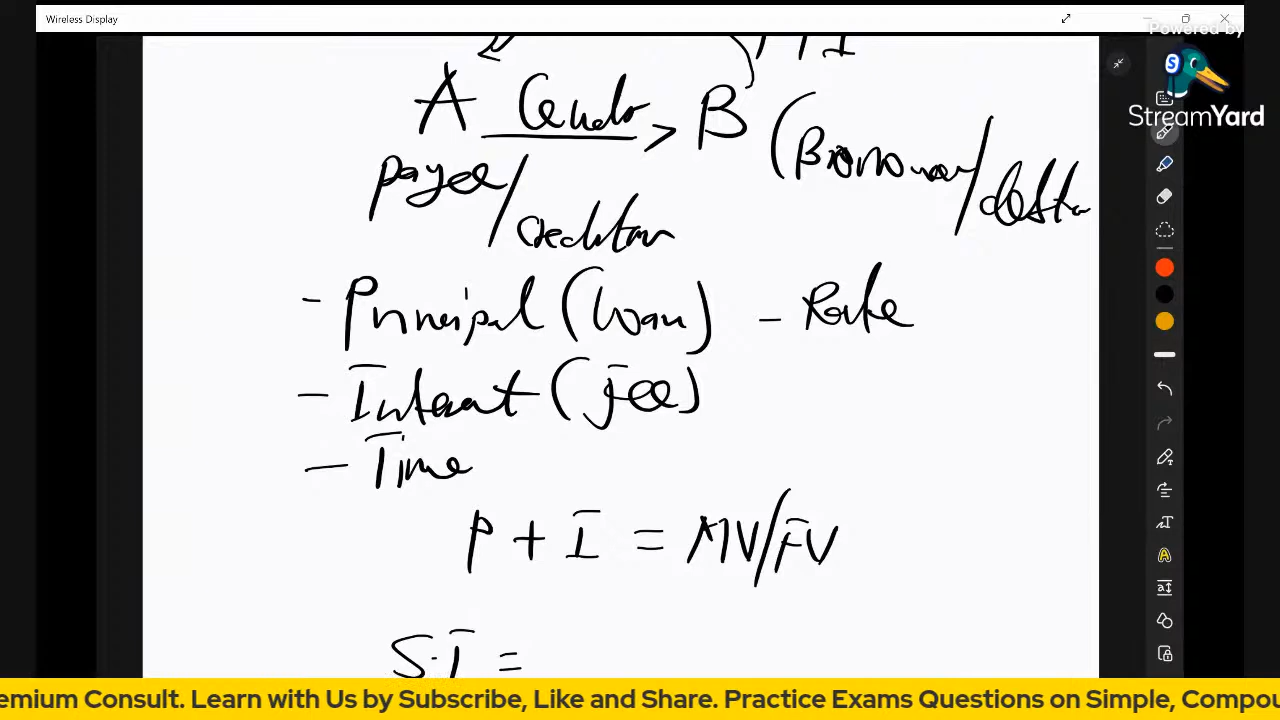 Wireless Display
Powered by
StreamYard
P + I
A Lends > B (Borrower/debtor
payee/creditor
- Principal (loan) - Rate
- Interest (fee)
- Time
P + I = MV/FV
S.I =
emium Consult. Learn with Us by Subscribe, Like and Share. Practice Exams Questions on Simple, Compou